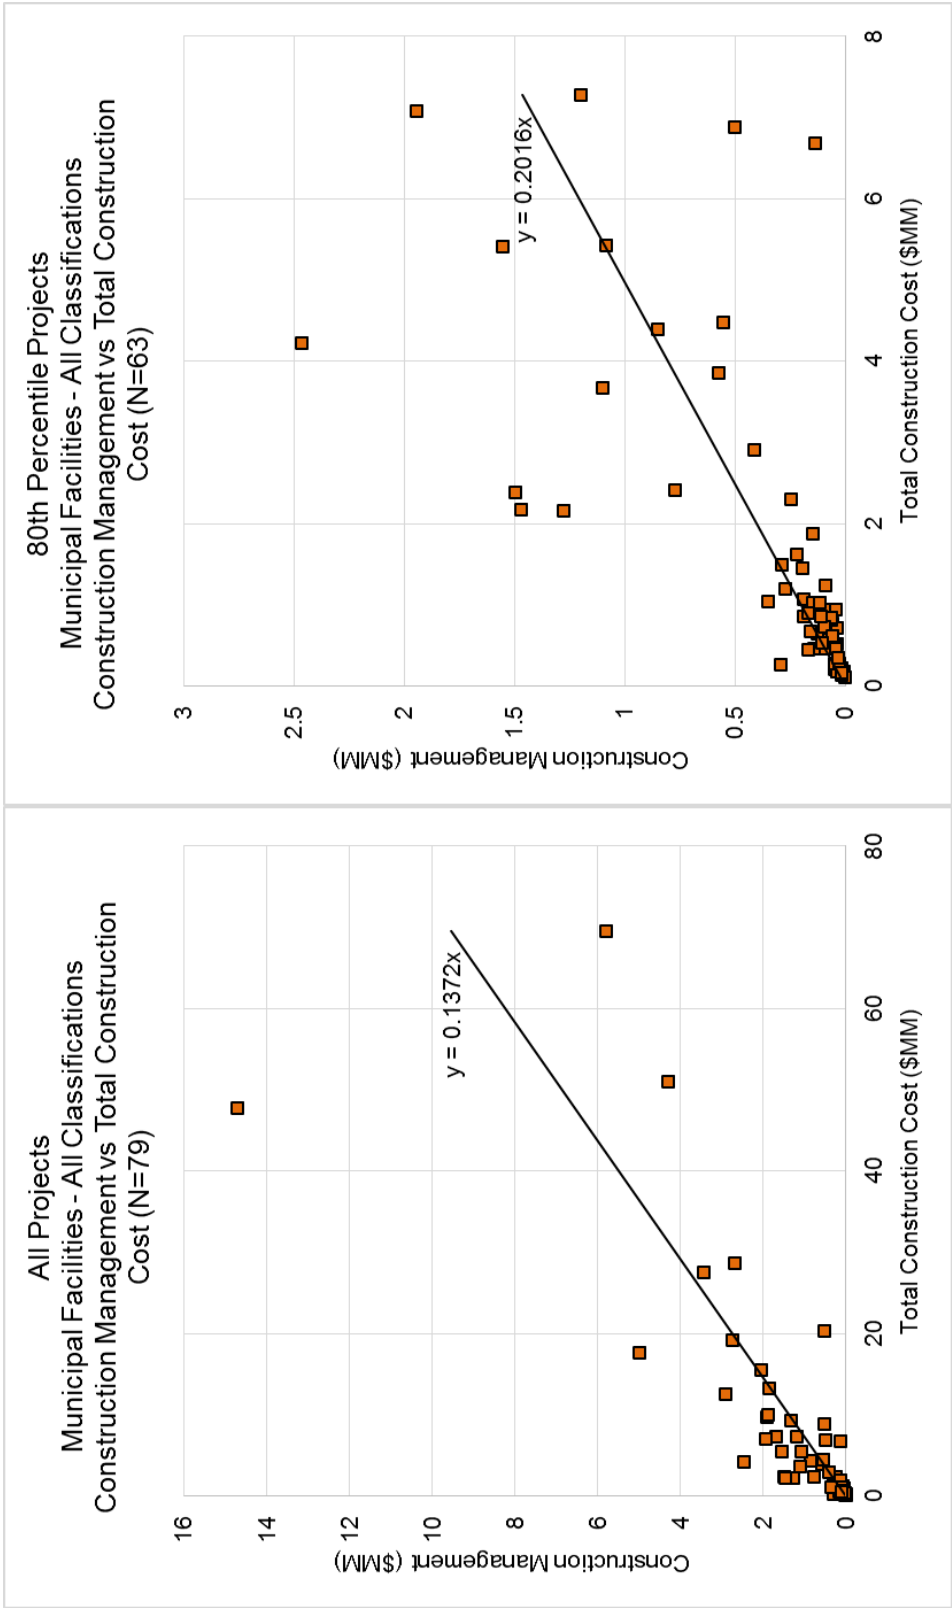 All Projects
Municipal Facilities - All Classifications
Construction Management vs Total Construction
Cost (N=79)
16
14
12
10
8
6
4
2
0
Construction Management ($MM)
y = 0.1372x
0
20
40
60
80
Total Construction Cost ($MM)
80th Percentile Projects
Municipal Facilities - All Classifications
Construction Management vs Total Construction
Cost (N=63)
3
2.5
2
1.5
1
0.5
0
Construction Management ($MM)
y = 0.2016x
0
2
4
6
8
Total Construction Cost ($MM)